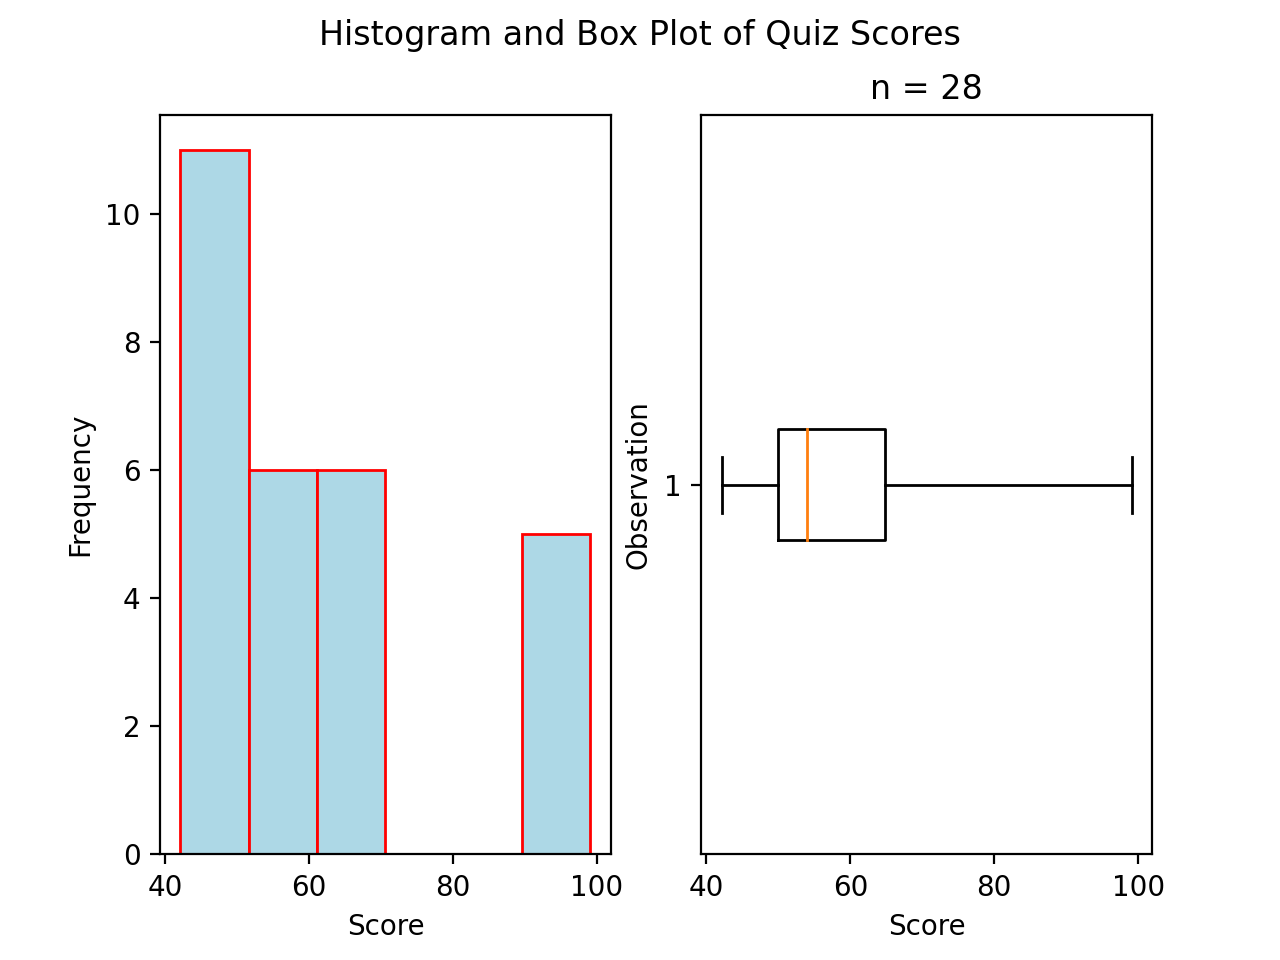 Histogram and Box Plot of Quiz Scores
10
8
6
4
2
0
Frequency
40 60 80 100
Score
n = 28
Observation
1
40 60 80 100
Score